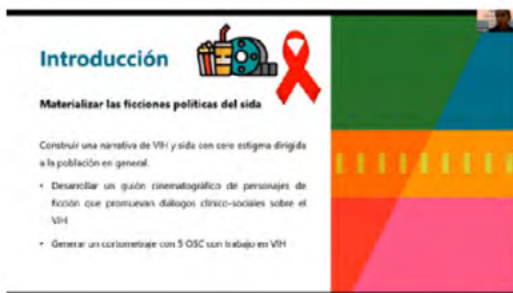 Introducción
Materializar las ficciones políticas del sida
Construir una narrativa de VIH y sida con cero estigma dirigida
a la población en general.
• Desarrollar un guión cinematográfico de personajes de
ficción que promuevan diálogos clínico-sociales sobre el
VIH
• Generar un cortometraje con 5 OSC con trabajo en VIH